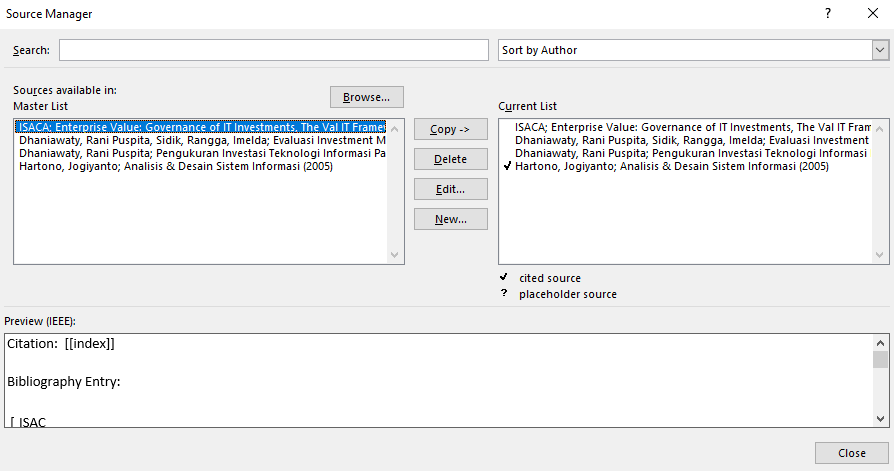 Source Manager
Search:
Sort by Author
Sources available in:
Master List
Browse...
Current List
ISACA; Enterprise Value: Governance of IT Investments, The Val IT Frame
Dhaniawaty, Rani Puspita, Sidik, Rangga, Imelda; Evaluasi Investment M
Dhaniawaty, Rani Puspita; Pengukuran Investasi Teknologi Informasi Pa
Hartono, Jogiyanto; Analisis & Desain Sistem Informasi (2005)
Copy ->
Delete
Edit...
New...
ISACA; Enterprise Value: Governance of IT Investments, The Val IT Fram
Dhaniawaty, Rani Puspita, Sidik, Rangga, Imelda; Evaluasi Investment
Dhaniawaty, Rani Puspita; Pengukuran Investasi Teknologi Informasi
✔ Hartono, Jogiyanto; Analisis & Desain Sistem Informasi (2005)
✔ cited source
? placeholder source
Preview (IEEE):
Citation: [[index]]
Bibliography Entry:
[ ISAC
Close